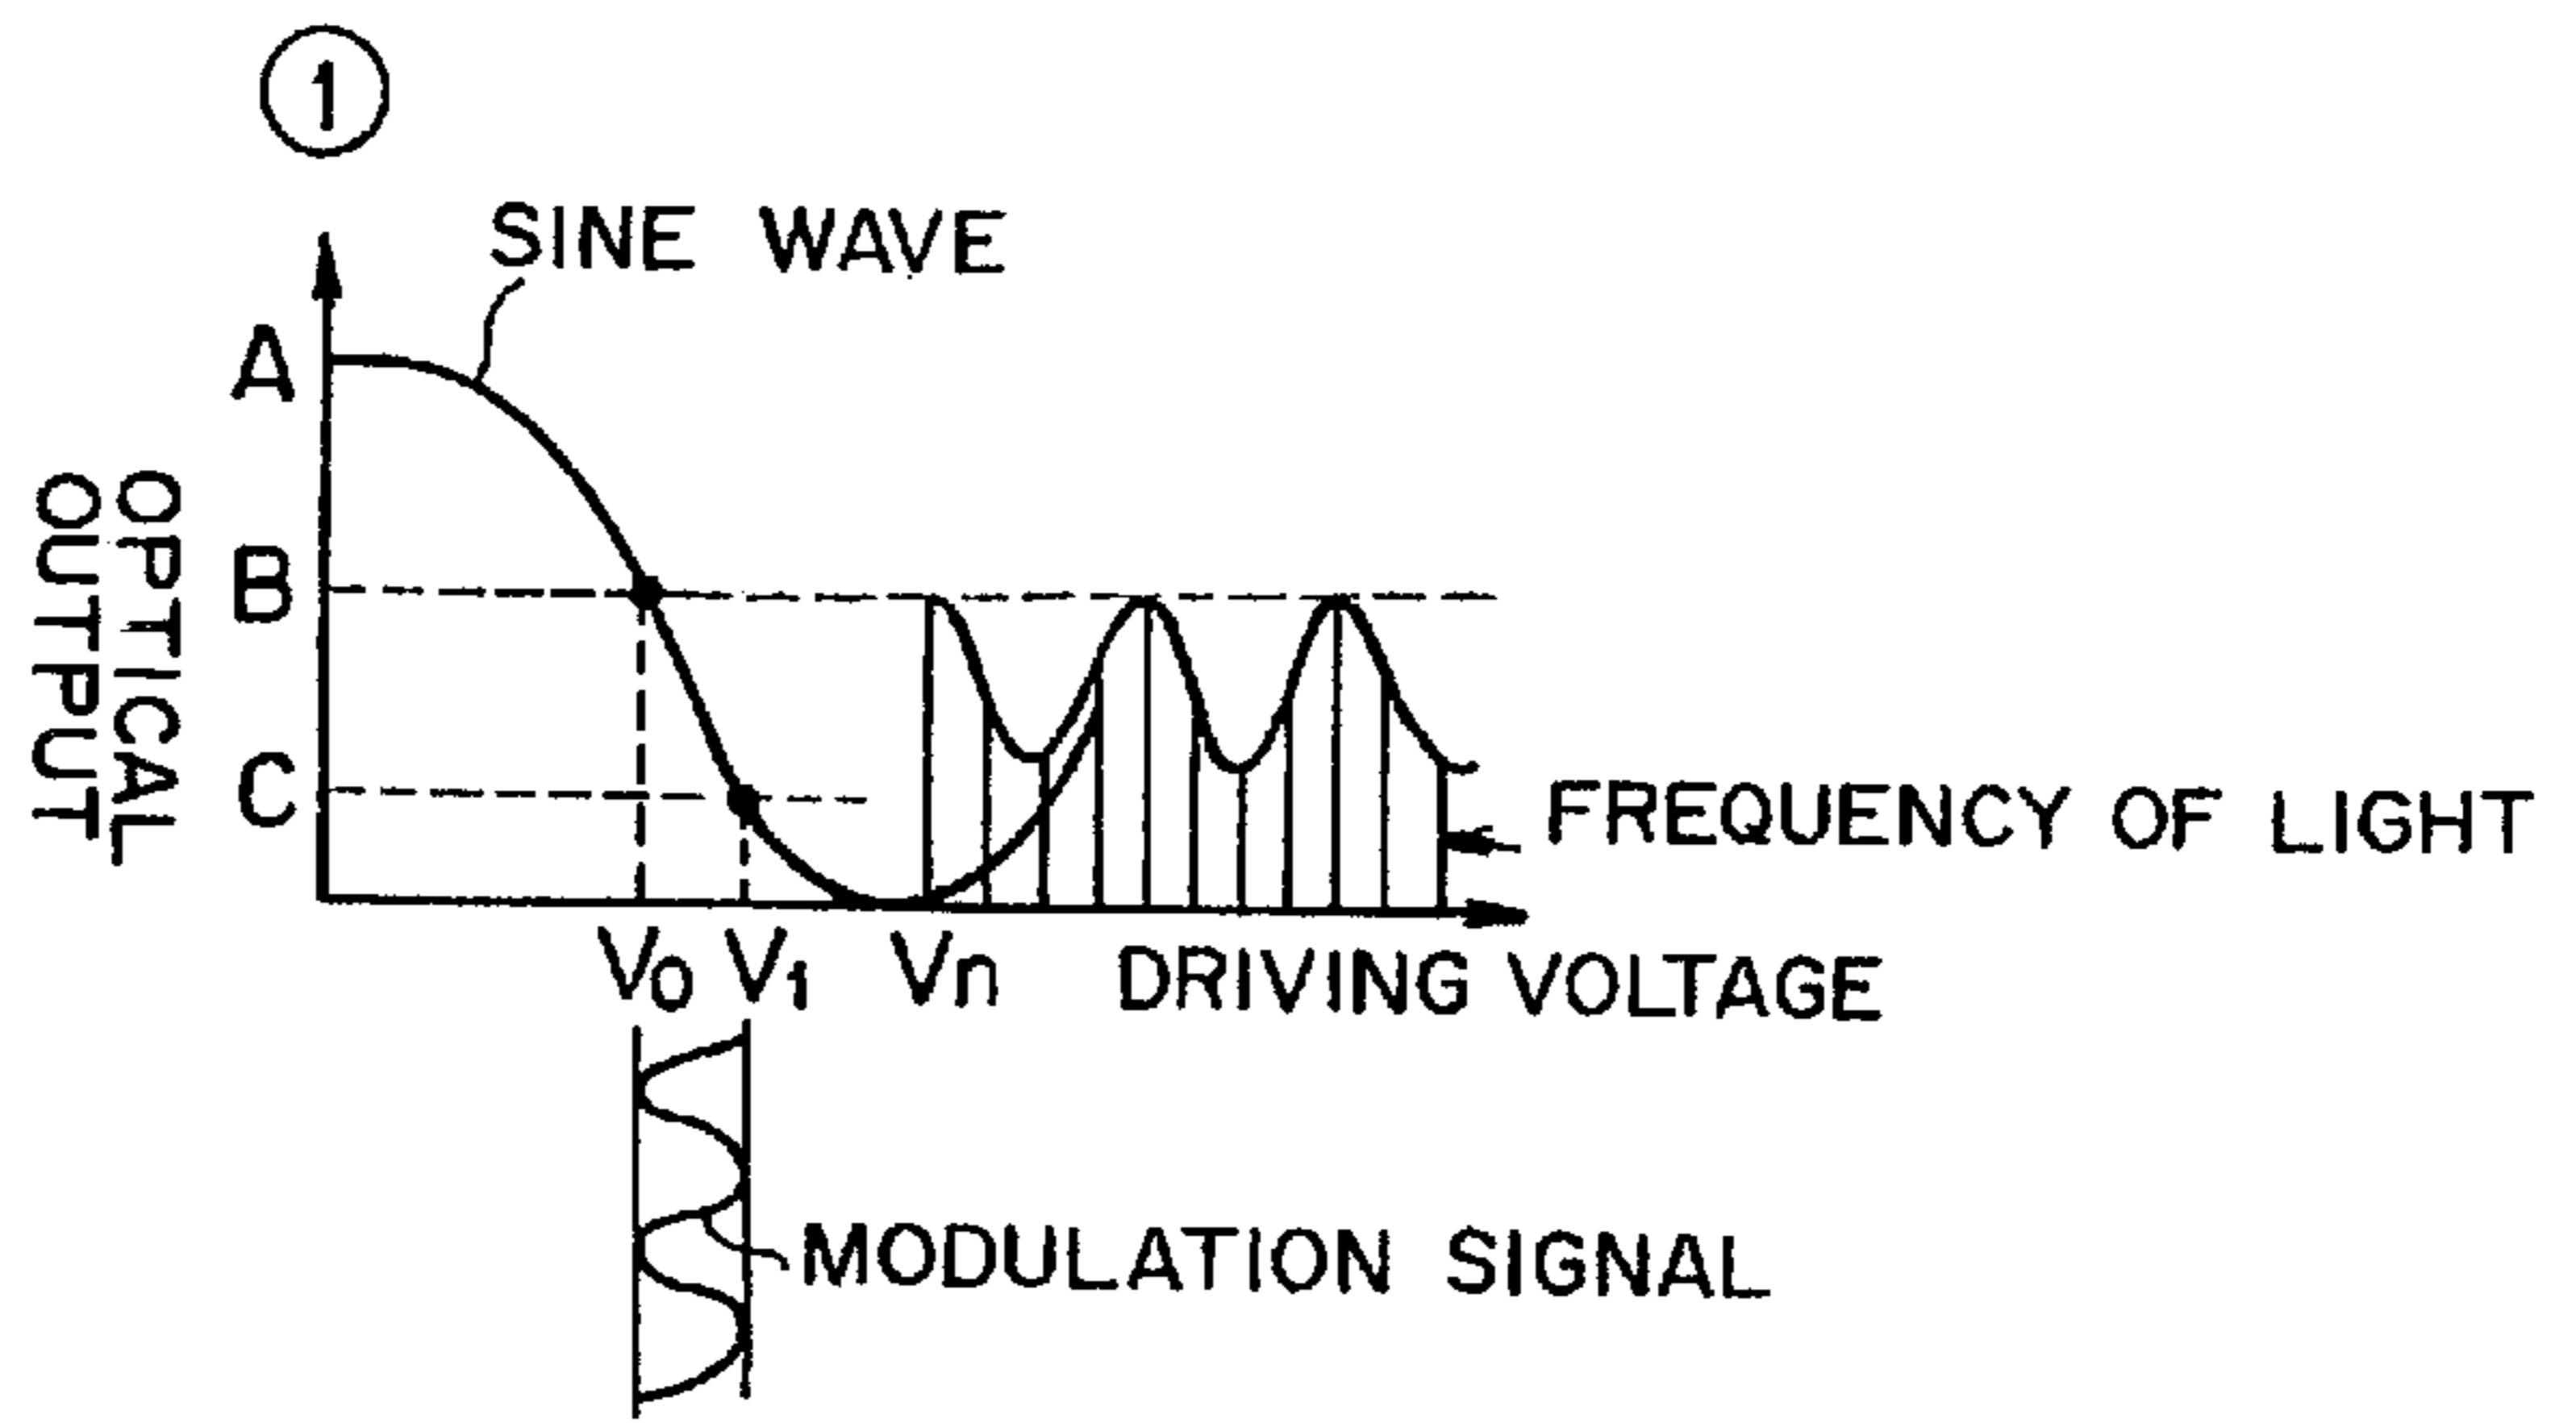 1
SINE WAVE
A
B
C
OPTICAL
OUTPUT
FREQUENCY OF LIGHT
V0 V1 Vn DRIVING VOLTAGE
MODULATION SIGNAL